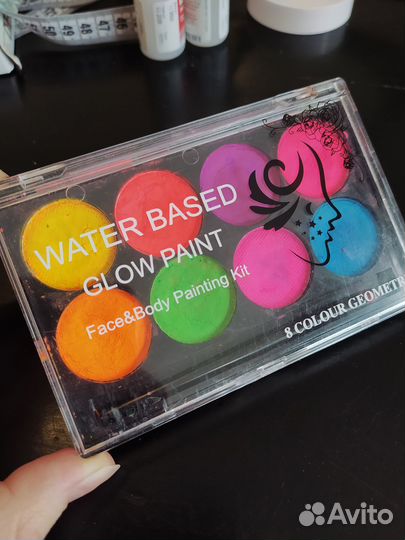 WATER BASED
GLOW PAINT
Face&Body Painting Kit
8 COLOUR GEOMETR
Avito